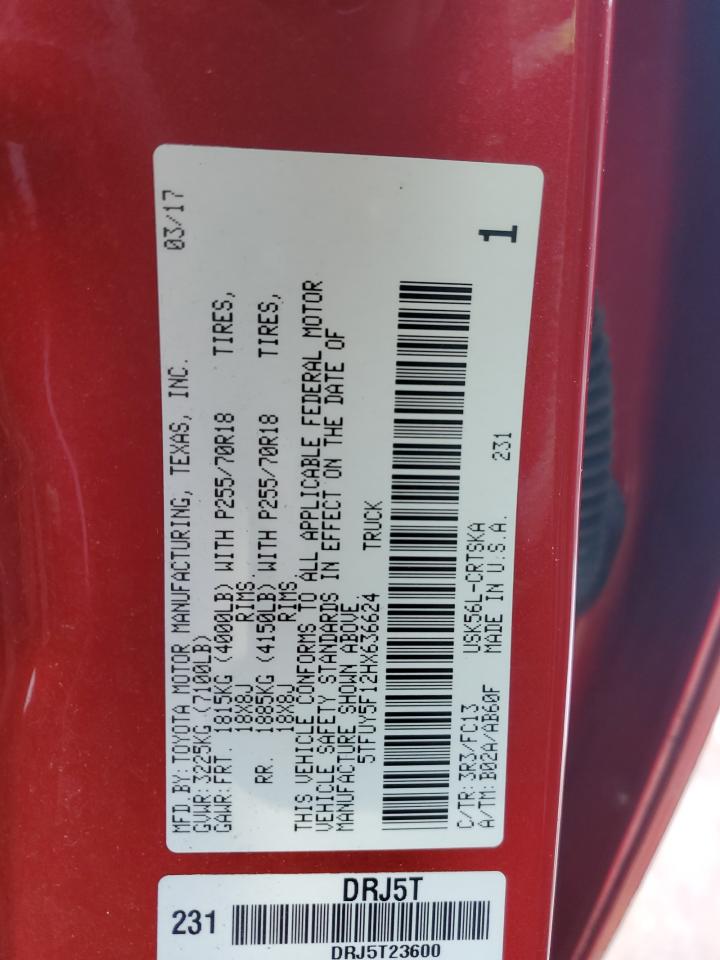 MFD BY: TOYOTA MOTOR MANUFACTURING, TEXAS, INC. 03/17
GVWR: 3225KG (7100LB)
GAWR: FRT. 1815KG (4000LB) WITH P255/70R18 TIRES,
18X8J RIMS.
RR. 1885KG (4150LB) WITH P255/70R18 TIRES,
18X8J RIMS.
THIS VEHICLE CONFORMS TO ALL APPLICABLE FEDERAL MOTOR
VEHICLE SAFETY STANDARDS IN EFFECT ON THE DATE OF
MANUFACTURE SHOWN ABOVE.
5TFUY5F12HX636624 TRUCK
C/TR: 3R3/FC13 USK56L-CRTSKA
A/TM: B02A/AB60F MADE IN U.S.A. 231
1
DRJ5T
231
DRJ5T23600